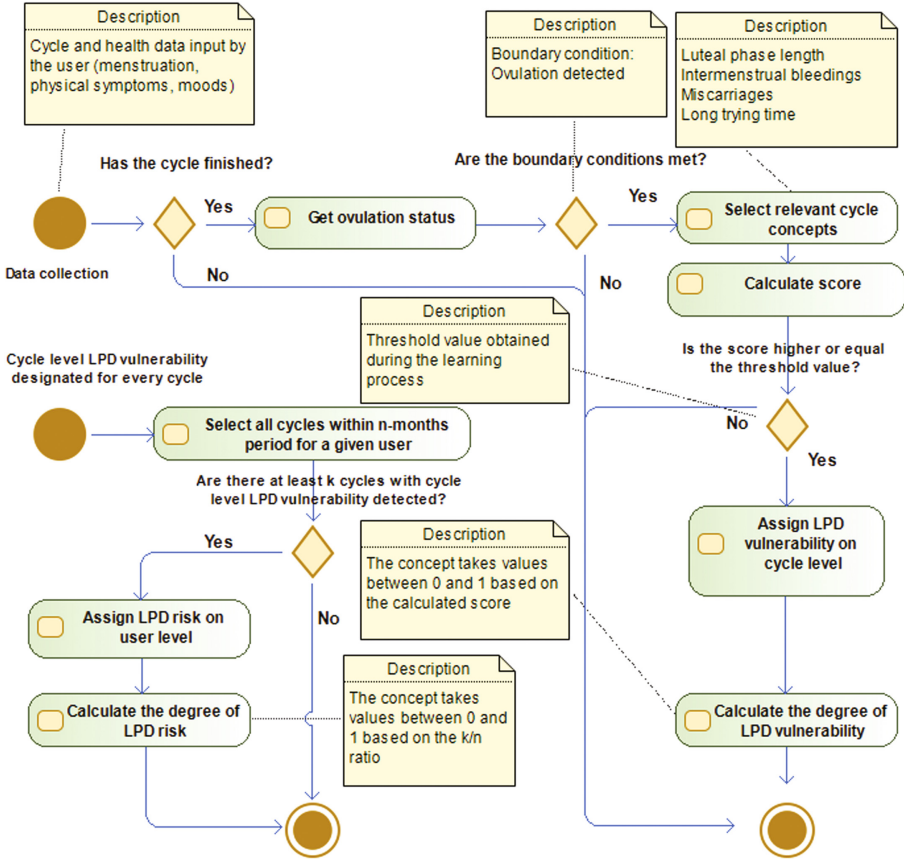 Description
Cycle and health data input by
the user (menstruation,
physical symptoms, moods)
Description
Boundary condition:
Ovulation detected
Description
Luteal phase length
Intermenstrual bleedings
Miscarriages
Long trying time
Has the cycle finished?
Are the boundary conditions met?
Data collection
Yes
No
Get ovulation status
Yes
No
Select relevant cycle
concepts
Calculate score
Description
Threshold value obtained
during the learning
process
Is the score higher or equal
the threshold value?
No
Yes
Cycle level LPD vulnerability
designated for every cycle
Select all cycles within n-months
period for a given user
Are there at least k cycles with cycle
level LPD vulnerability detected?
Yes
No
Description
The concept takes values
between 0 and 1 based on
the calculated score
Assign LPD
vulnerability on
cycle level
Assign LPD risk on
user level
Description
The concept takes
values between 0 and
1 based on the k/n
ratio
Calculate the degree of
LPD risk
Calculate the degree of
LPD vulnerability